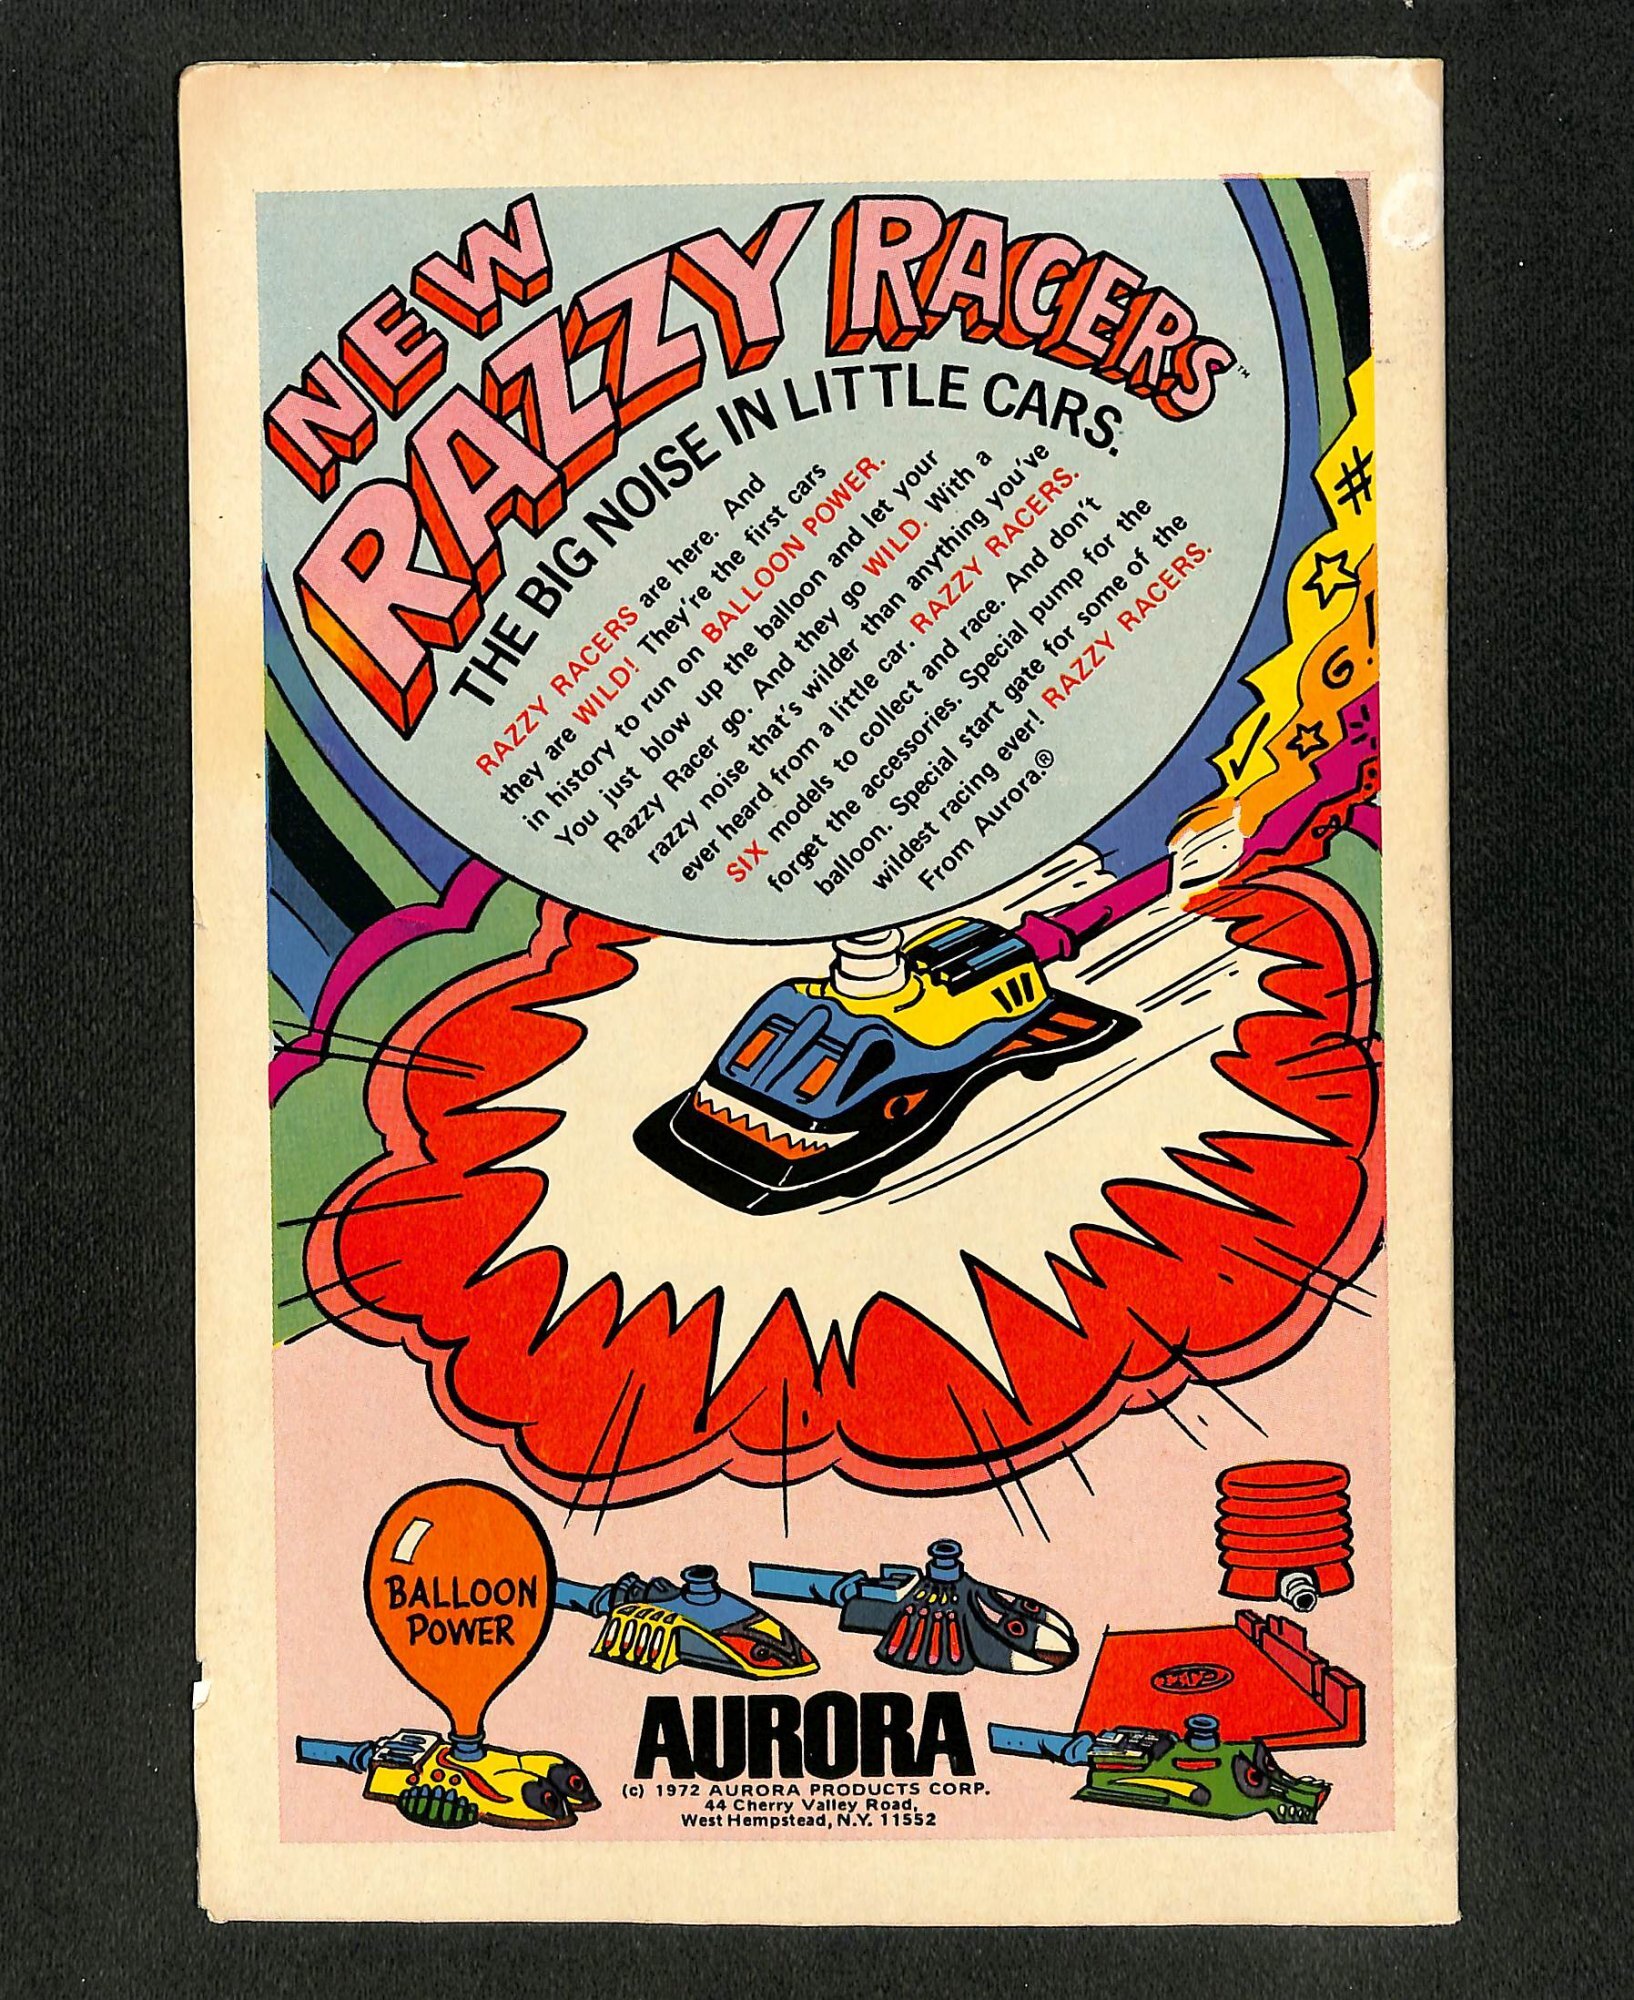 NEW
RAZZY RACERS™
THE BIG NOISE IN LITTLE CARS.
RAZZY RACERS are here. And
they are WILD! They're the first cars
in history to run on BALLOON POWER.
You just blow up the balloon and let your
Razzy Racer go. And they go WILD. With a
razzy noise that's wilder than anything you've
ever heard from a little car. RAZZY RACERS.
SIX models to collect and race. And don't
forget the accessories. Special pump for the
balloon. Special start gate for some of the
wildest racing ever! RAZZY RACERS.
From Aurora.®
#
G!
BALLOON
POWER
AURORA
(c) 1972 AURORA PRODUCTS CORP.
44 Cherry Valley Road,
West Hempstead, N.Y. 11552